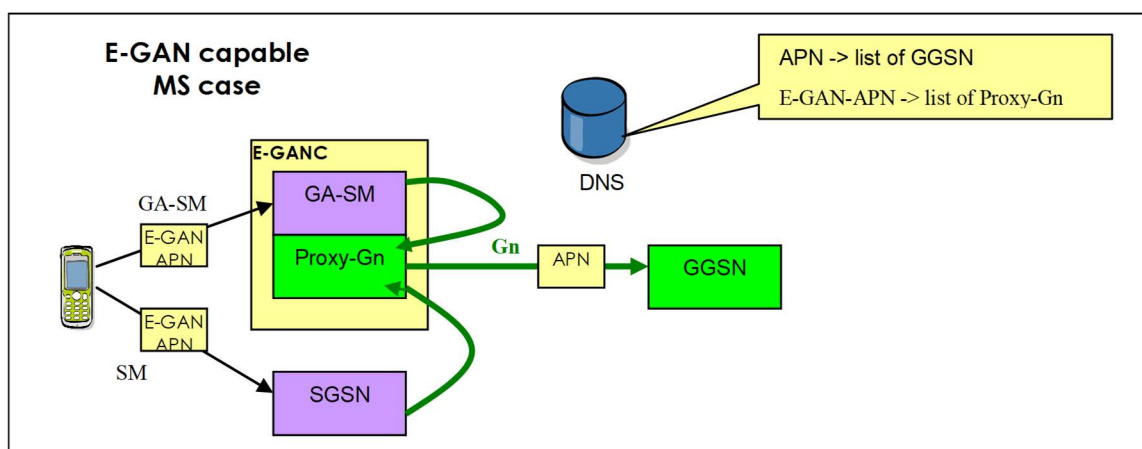 E-GAN capable
MS case
APN -> list of GGSN
E-GAN-APN -> list of Proxy-Gn
E-GANC
DNS
GA-SM
GA-SM
E-GAN
APN
Gn
Proxy-Gn
APN
GGSN
E-GAN
APN
SM
SGSN